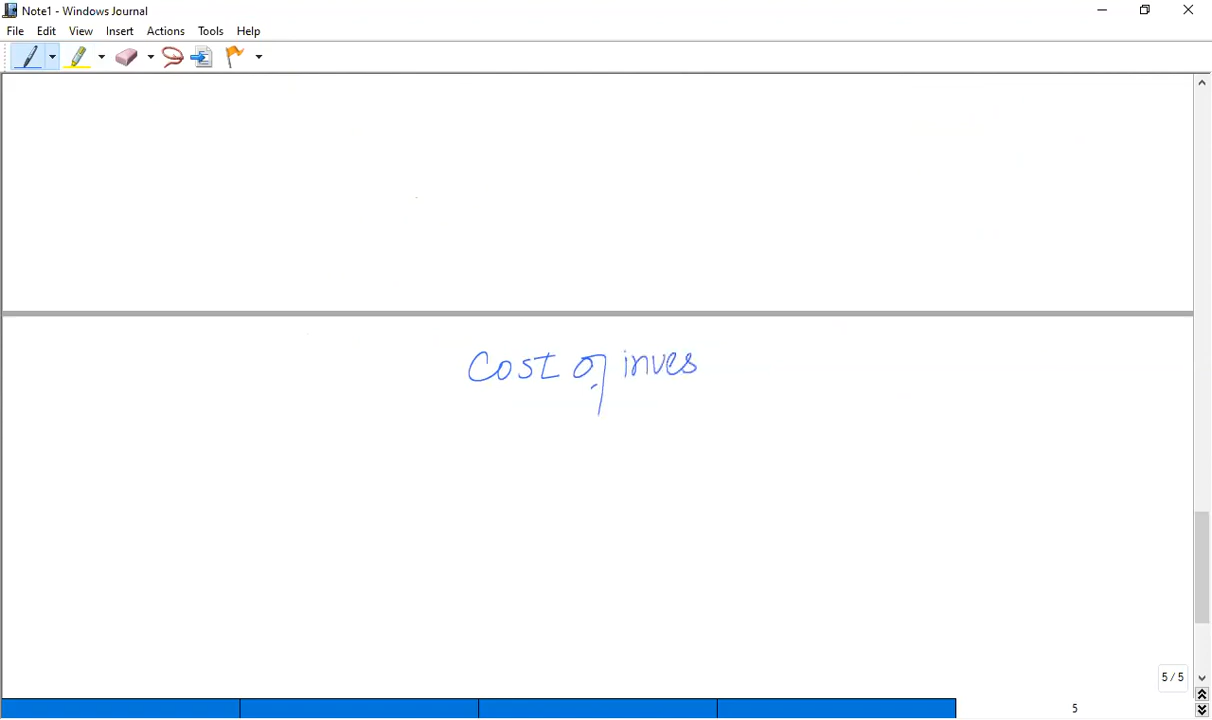 Note1 - Windows Journal
File Edit View Insert Actions Tools Help
Cost of inves
5 / 5
5